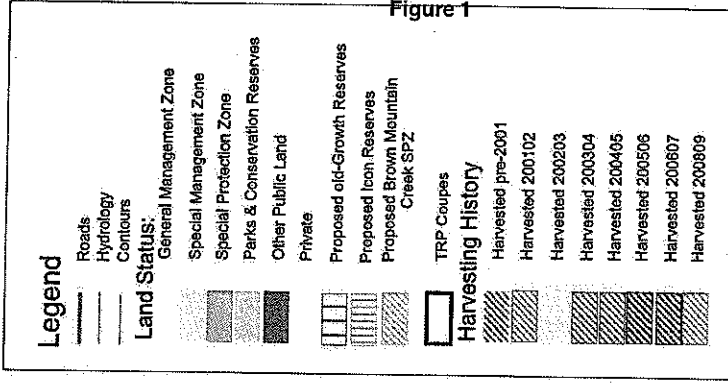 Figure 1
Legend
Roads
Hydrology
Contours
Land Status:
General Management Zone
Special Management Zone
Special Protection Zone
Parks & Conservation Reserves
Other Public Land
Private
Proposed old-Growth Reserves
Proposed Icon Reserves
Proposed Brown Mountain
Creek SPZ
TRP Coupes
Harvesting History
Harvested pre-2001
Harvested 200102
Harvested 200203
Harvested 200304
Harvested 200405
Harvested 200506
Harvested 200607
Harvested 200809